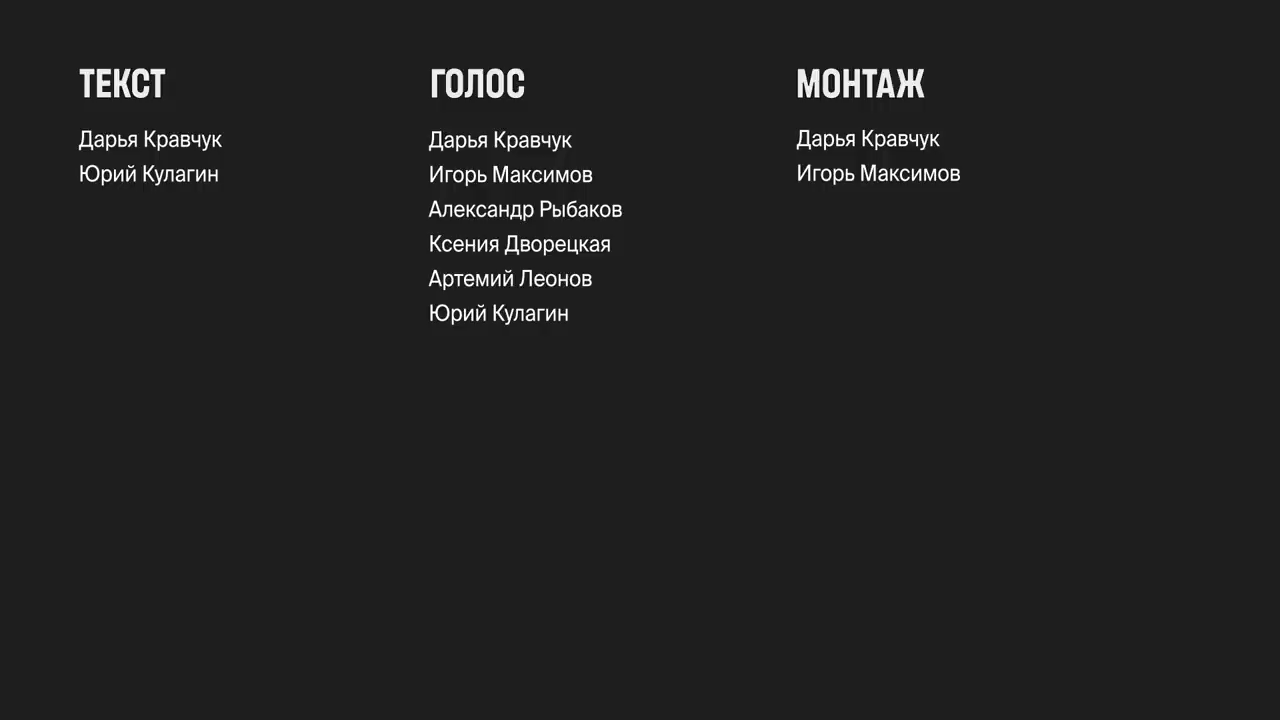 ТЕКСТ
Дарья Кравчук
Юрий Кулагин
ГОЛОС
Дарья Кравчук
Игорь Максимов
Александр Рыбаков
Ксения Дворецкая
Артемий Леонов
Юрий Кулагин
МОНТАЖ
Дарья Кравчук
Игорь Максимов